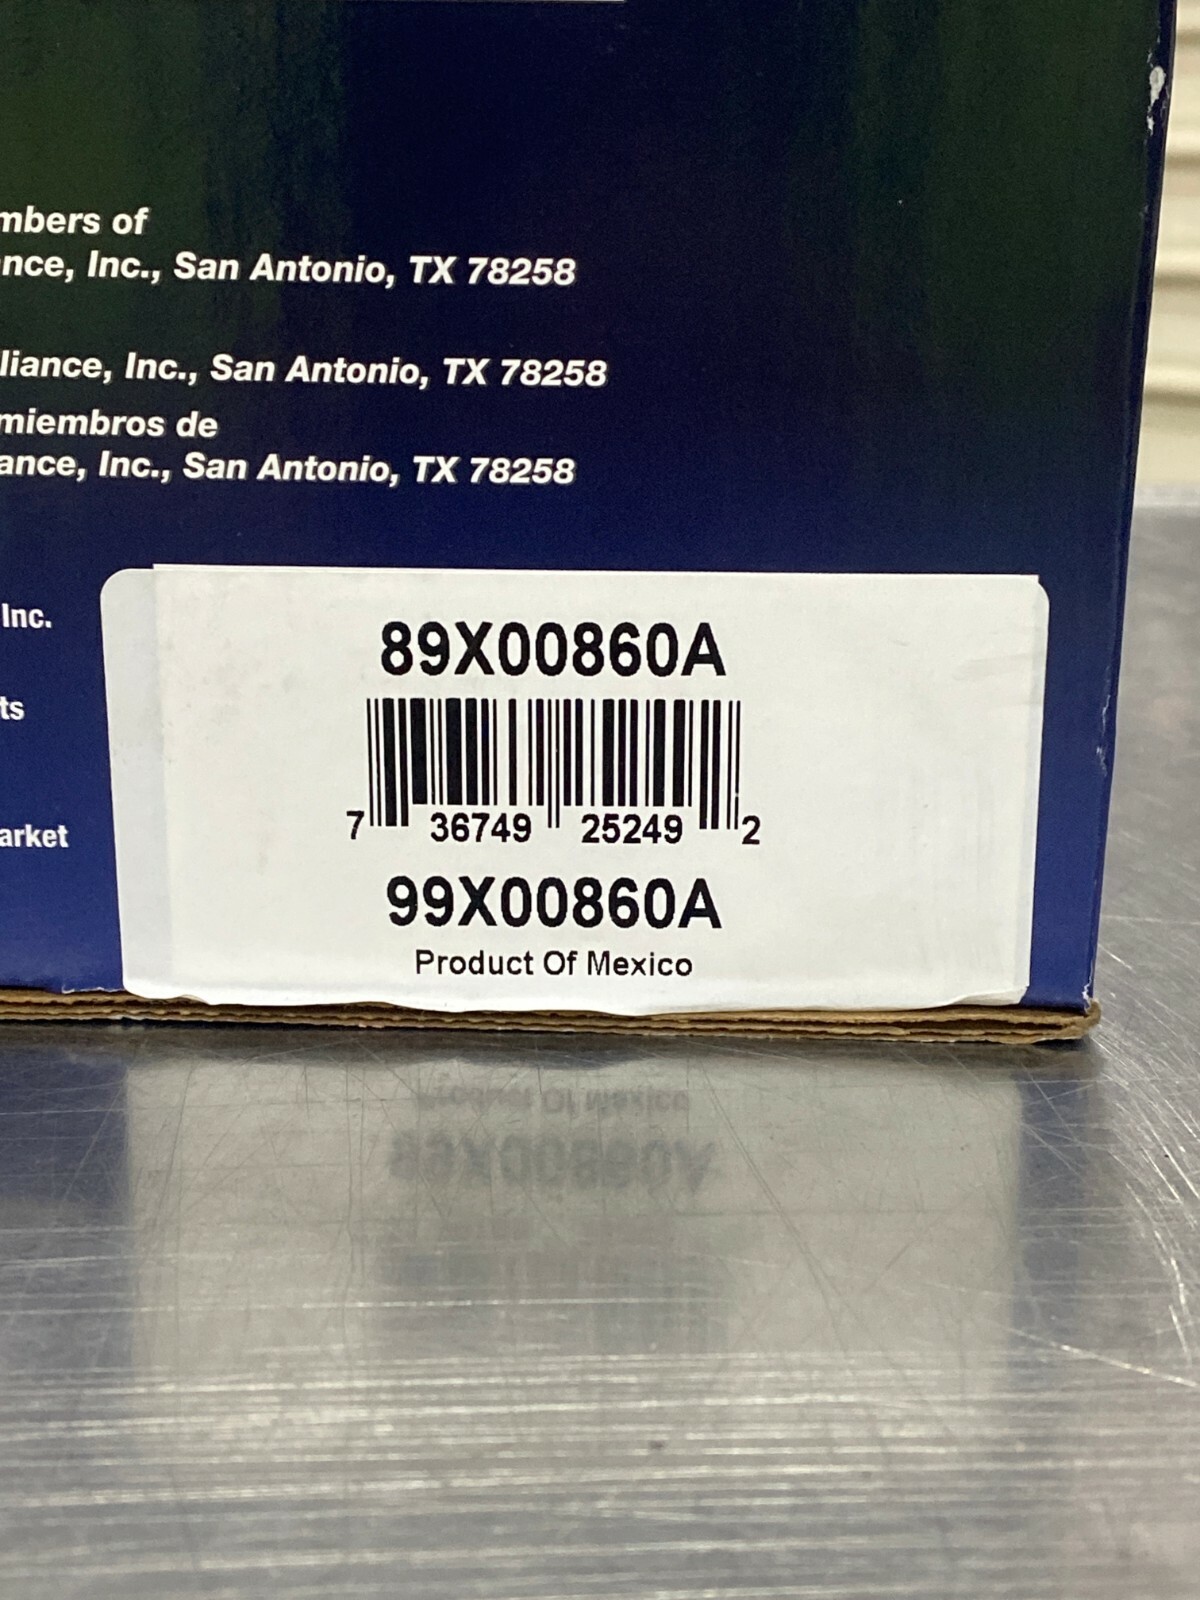 mbers of
nce, Inc., San Antonio, TX 78258
liance, Inc., San Antonio, TX 78258
miembros de
ance, Inc., San Antonio, TX 78258
Inc.
ts
arket
89X00860A
7 36749 25249 2
99X00860A
Product Of Mexico